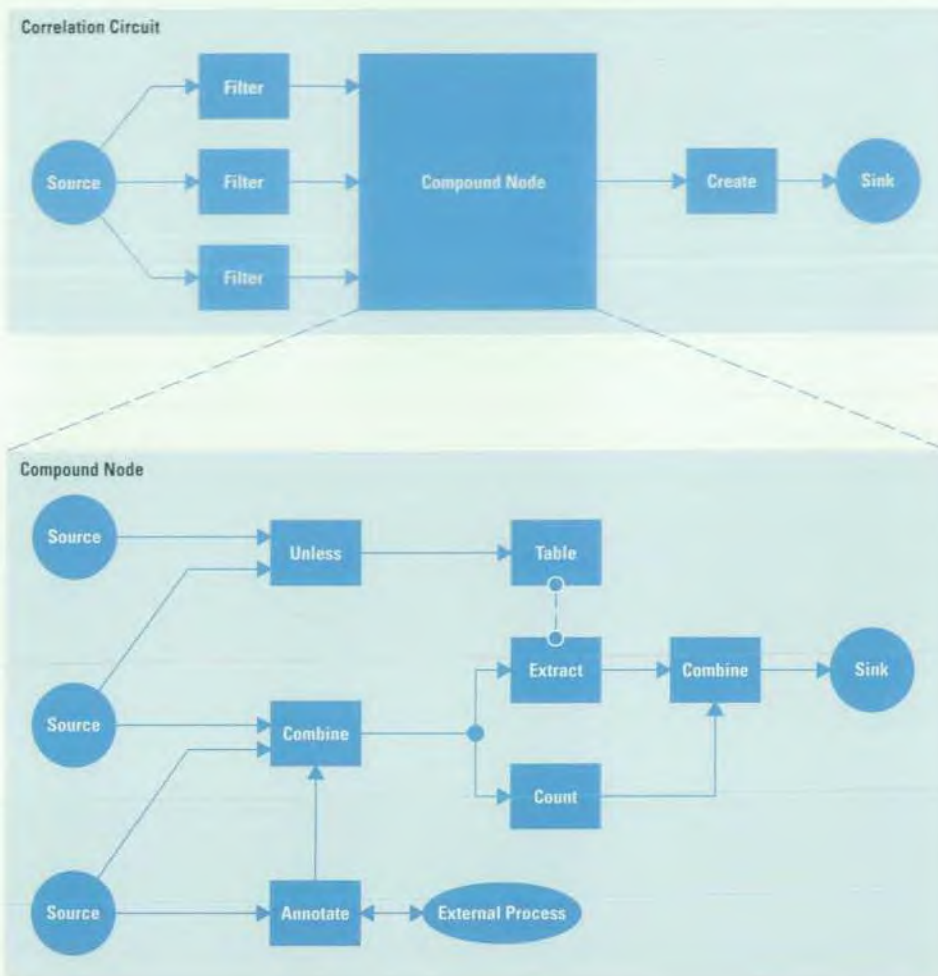 Correlation Circuit
Filter
Source
Filter
Compound Node
Create
Sink
Filter
Compound Node
Source
Unless
Table
Source
Combine
Extract
Combine
Sink
Count
Source
Annotate
External Process